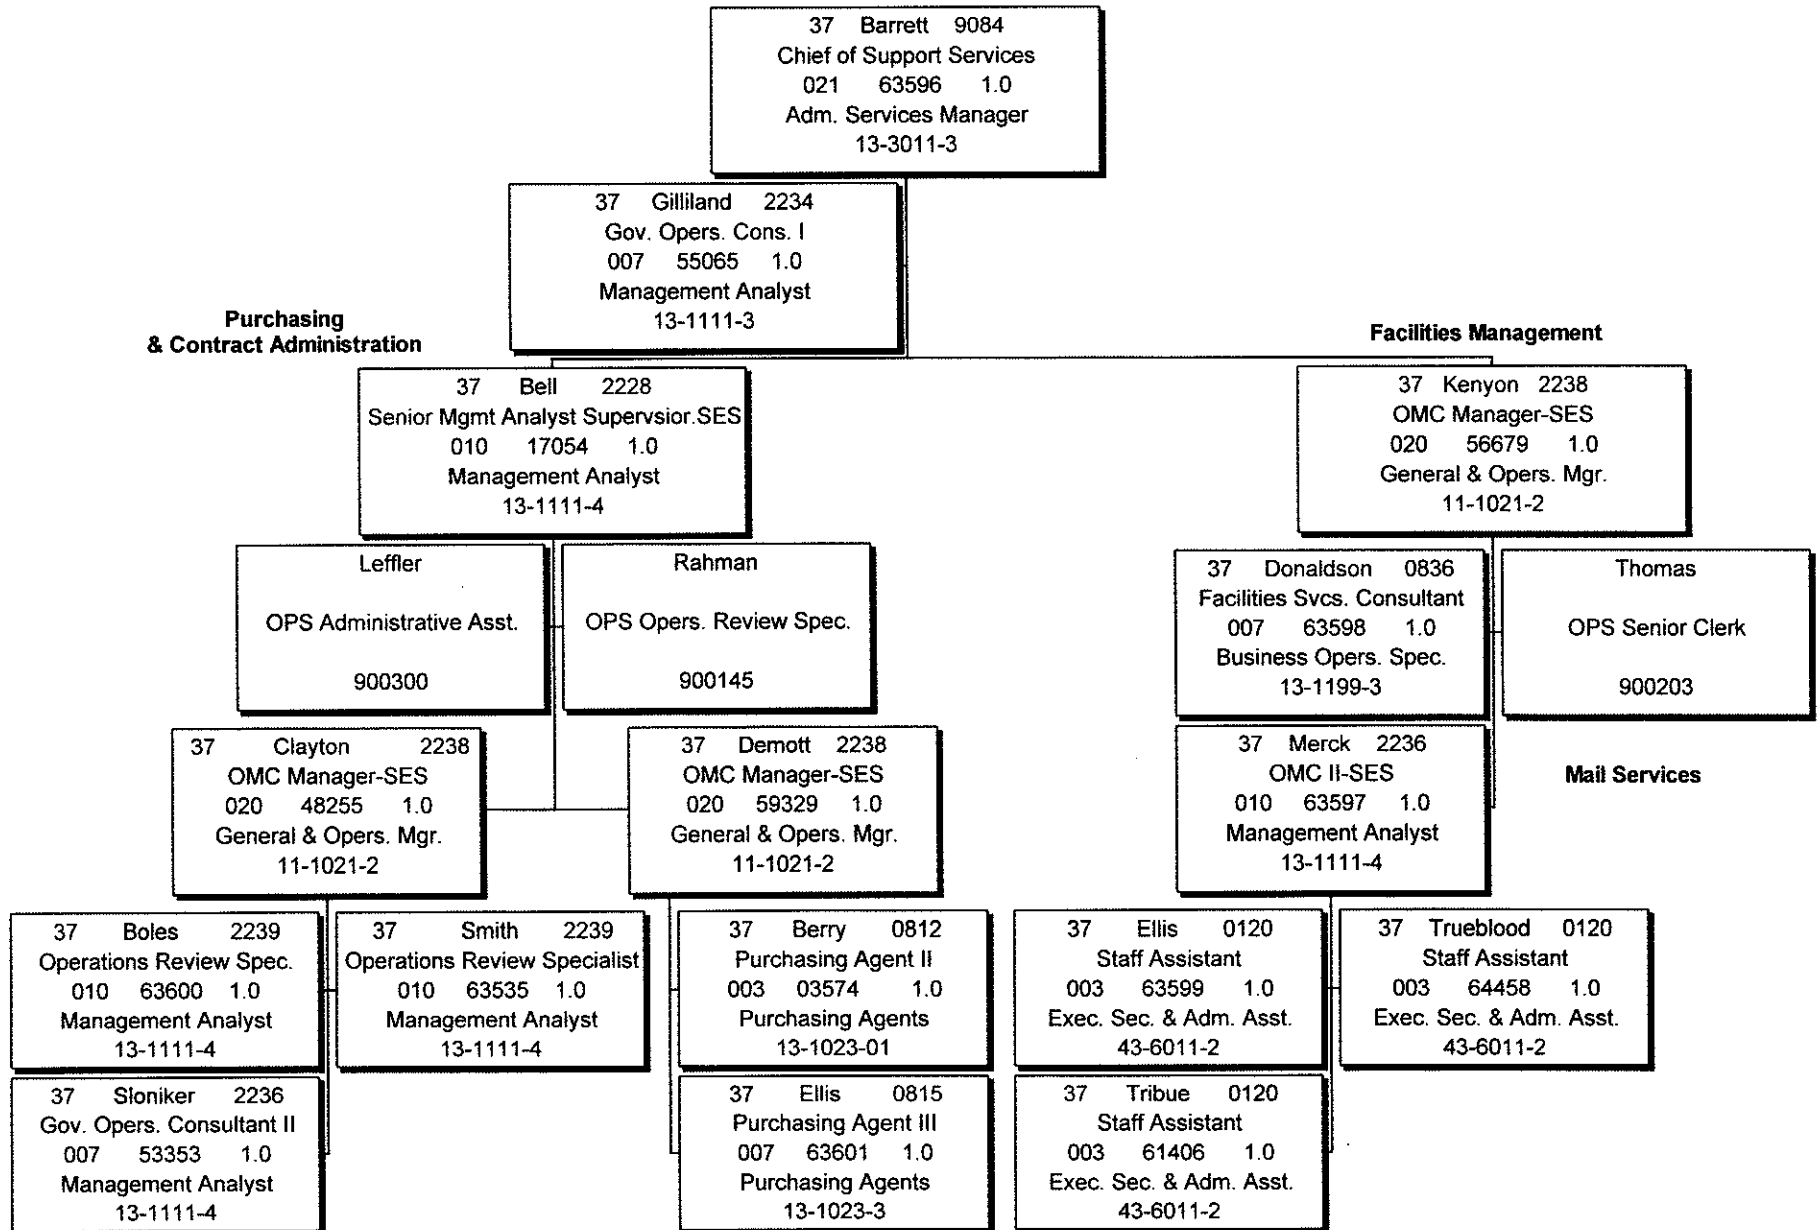 37 Barrett 9084
Chief of Support Services
021 63596 1.0
Adm. Services Manager
13-3011-3
37 Gilliland 2234
Gov. Opers. Cons. I
007 55065 1.0
Management Analyst
13-1111-3
Purchasing
& Contract Administration
Facilities Management
37 Bell 2228
Senior Mgmt Analyst Supervsior.SES
010 17054 1.0
Management Analyst
13-1111-4
37 Kenyon 2238
OMC Manager-SES
020 56679 1.0
General & Opers. Mgr.
11-1021-2
Leffler
OPS Administrative Asst.
900300
Rahman
OPS Opers. Review Spec.
900145
37 Donaldson 0836
Facilities Svcs. Consultant
007 63598 1.0
Business Opers. Spec.
13-1199-3
Thomas
OPS Senior Clerk
900203
37 Clayton 2238
OMC Manager-SES
020 48255 1.0
General & Opers. Mgr.
11-1021-2
37 Demott 2238
OMC Manager-SES
020 59329 1.0
General & Opers. Mgr.
11-1021-2
37 Merck 2236
OMC II-SES
010 63597 1.0
Management Analyst
13-1111-4
Mail Services
37 Boles 2239
Operations Review Spec.
010 63600 1.0
Management Analyst
13-1111-4
37 Smith 2239
Operations Review Specialist
010 63535 1.0
Management Analyst
13-1111-4
37 Berry 0812
Purchasing Agent II
003 03574 1.0
Purchasing Agents
13-1023-01
37 Ellis 0120
Staff Assistant
003 63599 1.0
Exec. Sec. & Adm. Asst.
43-6011-2
37 Trueblood 0120
Staff Assistant
003 64458 1.0
Exec. Sec. & Adm. Asst.
43-6011-2
37 Sloniker 2236
Gov. Opers. Consultant II
007 53353 1.0
Management Analyst
13-1111-4
37 Ellis 0815
Purchasing Agent III
007 63601 1.0
Purchasing Agents
13-1023-3
37 Tribue 0120
Staff Assistant
003 61406 1.0
Exec. Sec. & Adm. Asst.
43-6011-2